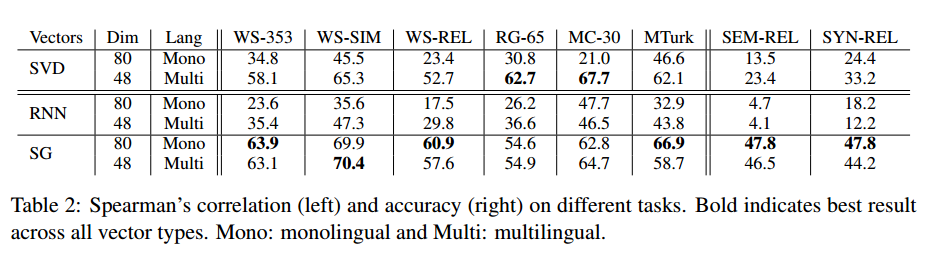 Vectors Dim Lang WS-353 WS-SIM WS-REL RG-65 MC-30 MTurk SEM-REL SYN-REL
SVD 80 Mono 34.8 45.5 23.4 30.8 21.0 46.6 13.5 24.4
48 Multi 58.1 65.3 52.7 62.7 67.7 62.1 23.4 33.2
RNN 80 Mono 23.6 35.6 17.5 26.2 47.7 32.9 4.7 18.2
48 Multi 35.4 47.3 29.8 36.6 46.5 43.8 4.1 12.2
SG 80 Mono 63.9 69.9 60.9 54.6 62.8 66.9 47.8 47.8
48 Multi 63.1 70.4 57.6 54.9 64.7 58.7 46.5 44.2
Table 2: Spearman's correlation (left) and accuracy (right) on different tasks. Bold indicates best result
across all vector types. Mono: monolingual and Multi: multilingual.